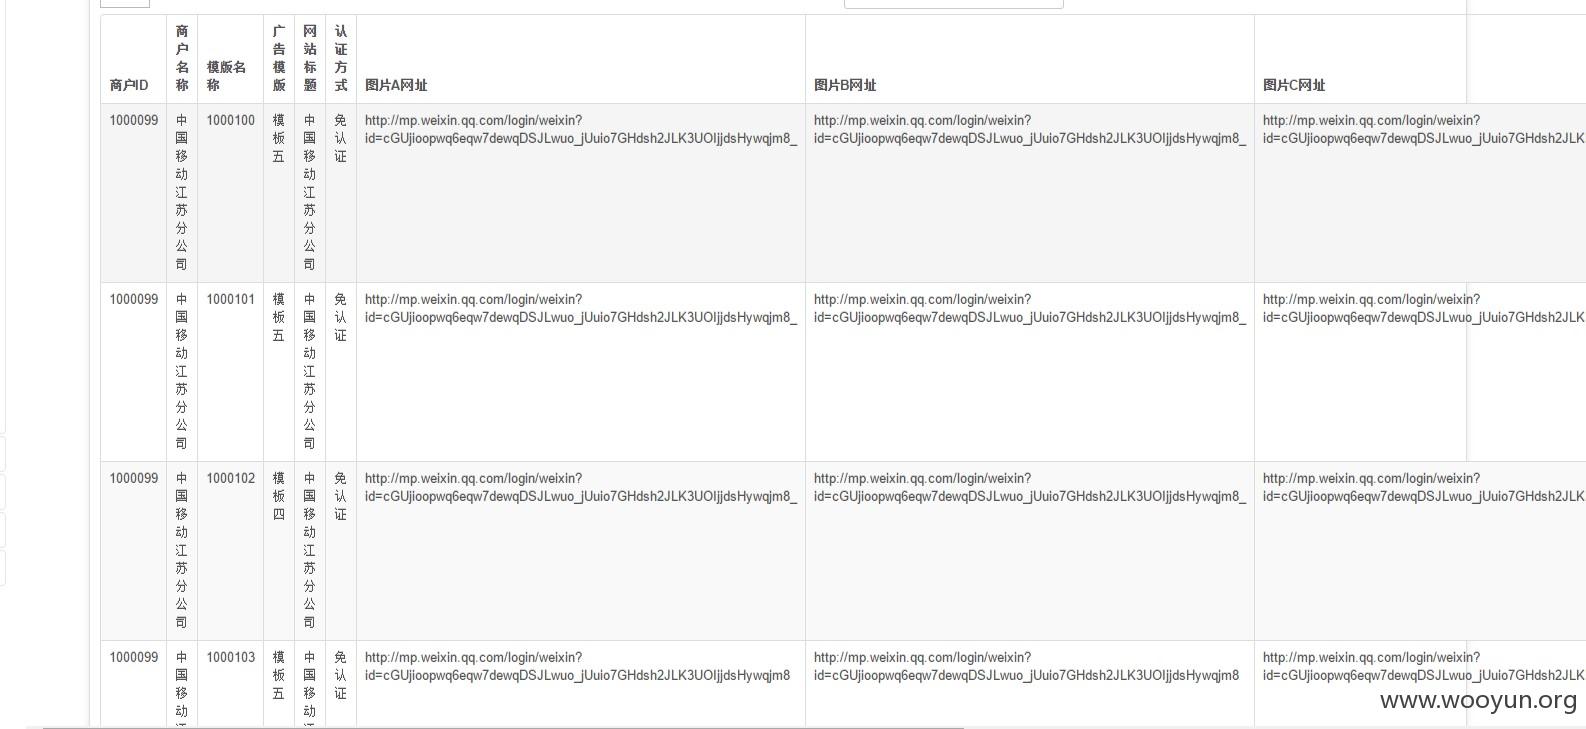 商户ID 商户名称 模版名称 广告模版 网站标题 认证方式 图片A网址 图片B网址 图片C网址
1000099 中国移动江苏分公司 1000100 模板五 中国移动江苏分公司 免认证 http://mp.weixin.qq.com/login/weixin? http://mp.weixin.qq.com/login/weixin? http://mp.weixin.qq.com/login/weixin?
id=cGUjioopwq6eqw7dewqDSJLwuo_jUuio7GHdsh2JLK3UOIjjdsHywqjm8_ id=cGUjioopwq6eqw7dewqDSJLwuo_jUuio7GHdsh2JLK3UOIjjdsHywqjm8_ id=cGUjioopwq6eqw7dewqDSJLwuo_jUuio7GHdsh2JLK
1000099 中国移动江苏分公司 1000101 模板五 中国移动江苏分公司 免认证 http://mp.weixin.qq.com/login/weixin? http://mp.weixin.qq.com/login/weixin? http://mp.weixin.qq.com/login/weixin?
id=cGUjioopwq6eqw7dewqDSJLwuo_jUuio7GHdsh2JLK3UOIjjdsHywqjm8_ id=cGUjioopwq6eqw7dewqDSJLwuo_jUuio7GHdsh2JLK3UOIjjdsHywqjm8_ id=cGUjioopwq6eqw7dewqDSJLwuo_jUuio7GHdsh2JLK
1000099 中国移动江苏分公司 1000102 模板四 中国移动江苏分公司 免认证 http://mp.weixin.qq.com/login/weixin? http://mp.weixin.qq.com/login/weixin? http://mp.weixin.qq.com/login/weixin?
id=cGUjioopwq6eqw7dewqDSJLwuo_jUuio7GHdsh2JLK3UOIjjdsHywqjm8_ id=cGUjioopwq6eqw7dewqDSJLwuo_jUuio7GHdsh2JLK3UOIjjdsHywqjm8_ id=cGUjioopwq6eqw7dewqDSJLwuo_jUuio7GHdsh2JLK
1000099 中国移动 1000103 模板五 中国移动 免认证 http://mp.weixin.qq.com/login/weixin? http://mp.weixin.qq.com/login/weixin? http://mp.weixin.qq.com/login/weixin?
id=cGUjioopwq6eqw7dewqDSJLwuo_jUuio7GHdsh2JLK3UOIjjdsHywqjm8 id=cGUjioopwq6eqw7dewqDSJLwuo_jUuio7GHdsh2JLK3UOIjjdsHywqjm8 id=cGUjioopwq6eqw7dewqDSJLwuo_jUuio7GHdsh2JLK
www.wooyun.org